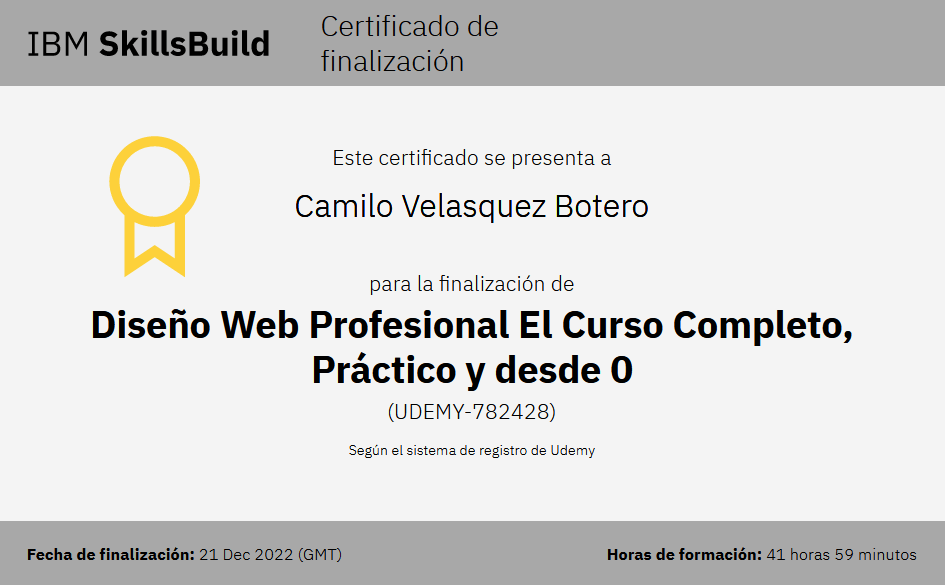 IBM SkillsBuild
Certificado de
finalización
Este certificado se presenta a
Camilo Velasquez Botero
para la finalización de
Diseño Web Profesional El Curso Completo,
Práctico y desde 0
(UDEMY-782428)
Según el sistema de registro de Udemy
Fecha de finalización: 21 Dec 2022 (GMT)
Horas de formación: 41 horas 59 minutos